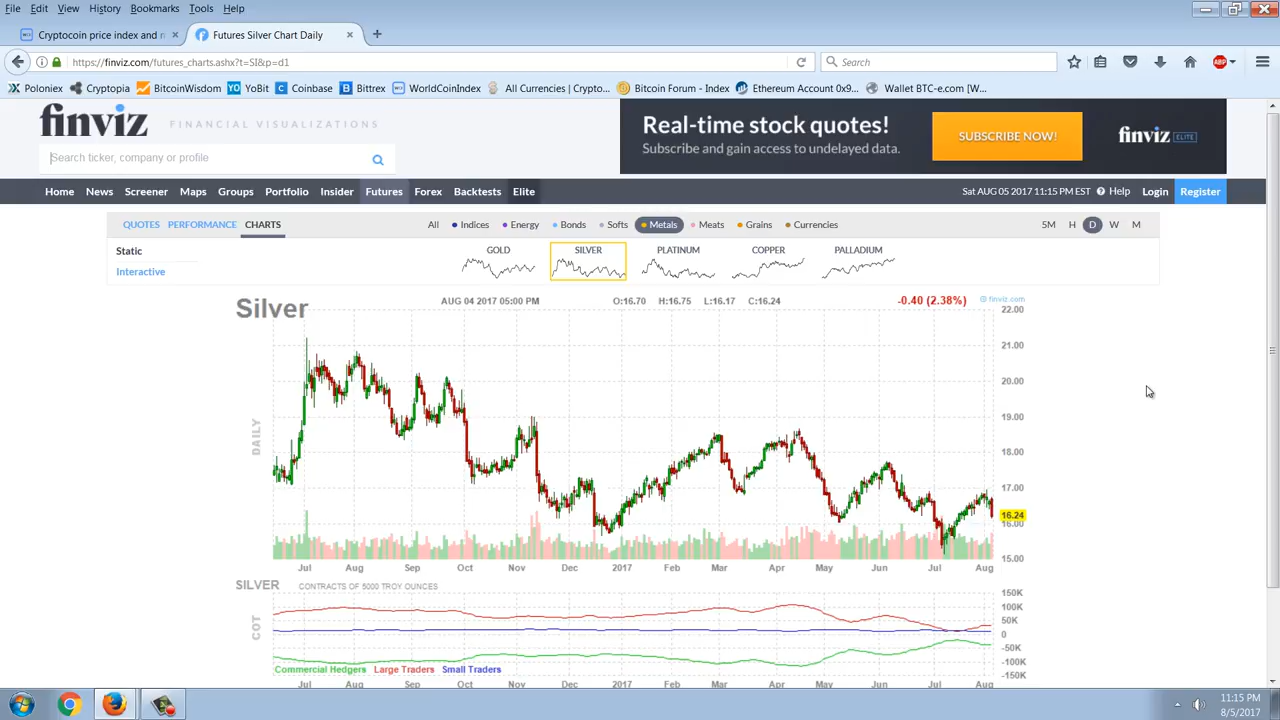 File Edit View History Bookmarks Tools Help
Cryptocoin price index and
Futures Silver Chart Daily
https://finviz.com/futures_charts.ashx?t=SI&p=d1
Search
ABP
Poloniex Cryptopia BitcoinWisdom YoBit Coinbase Bittrex WorldCoinIndex All Currencies | Crypto... Bitcoin Forum - Index Ethereum Account 0x9... Wallet BTC-e.com [W...
finviz FINANCIAL VISUALIZATIONS
Real-time stock quotes!
Subscribe and gain access to undelayed data.
SUBSCRIBE NOW!
finviz ELITE
Search ticker, company or profile
Home News Screener Maps Groups Portfolio Insider Futures Forex Backtests Elite
Sat AUG 05 2017 11:15 PM EST Help Login Register
QUOTES PERFORMANCE CHARTS
All Indices Energy Bonds Softs Metals Meats Grains Currencies
5M H D W M
Static
Interactive
GOLD SILVER PLATINUM COPPER PALLADIUM
Silver
AUG 04 2017 05:00 PM O:16.70 H:16.75 L:16.17 C:16.24 -0.40 (2.38%) © finviz.com
22.00
21.00
20.00
19.00
18.00
17.00
16.24
16.00
15.00
DAILY
Jul Aug Sep Oct Nov Dec 2017 Feb Mar Apr May Jun Jul Aug
SILVER CONTRACTS OF 5000 TROY OUNCES
150K
100K
50K
0
-50K
-100K
-150K
COT
Commercial Hedgers Large Traders Small Traders
Jul Aug Sep Oct Nov Dec 2017 Feb Mar Apr May Jun Jul Aug
11:15 PM
8/5/2017